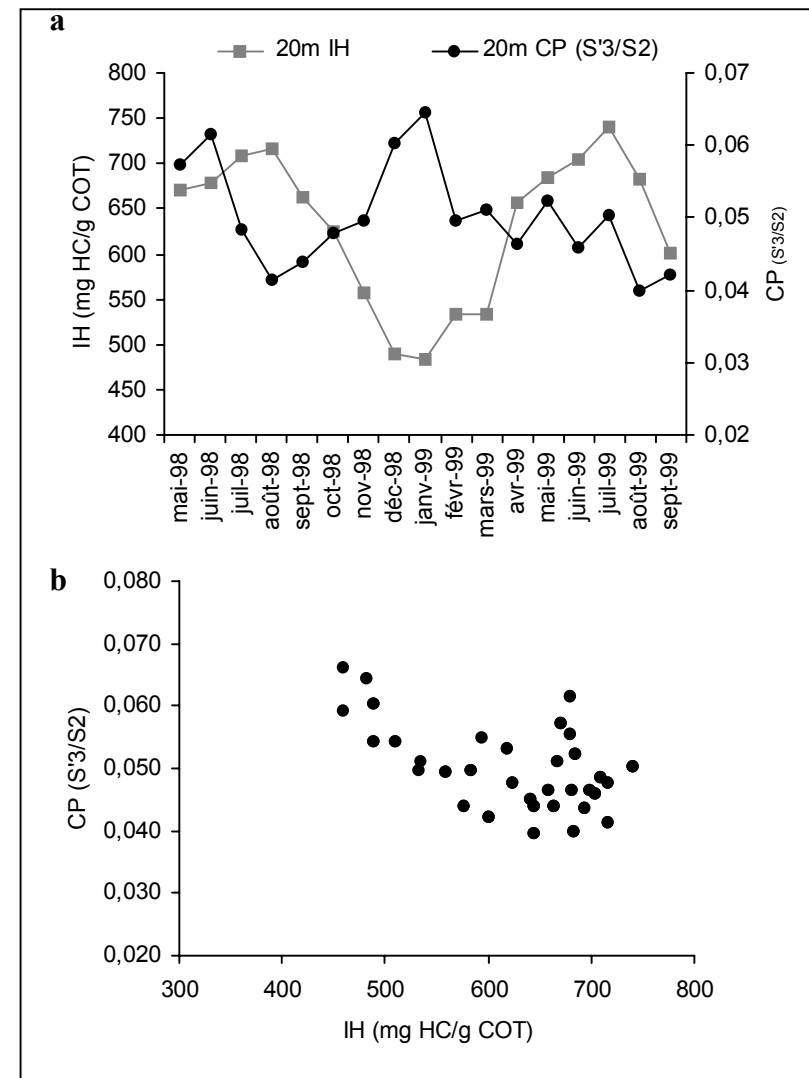 a
20m IH
20m CP (S'3/S2)
800
750
700
650
600
550
500
450
400
IH (mg HC/g COT)
0,07
0,06
0,05
0,04
0,03
0,02
CP (S'3/S2)
mai-98
juin-98
juil-98
août-98
sept-98
oct-98
nov-98
déc-98
janv-99
févr-99
mars-99
avr-99
mai-99
juin-99
juil-99
août-99
sept-99
b
0,080
0,070
0,060
0,050
0,040
0,030
0,020
CP (S'3/S2)
300 400 500 600 700 800
IH (mg HC/g COT)